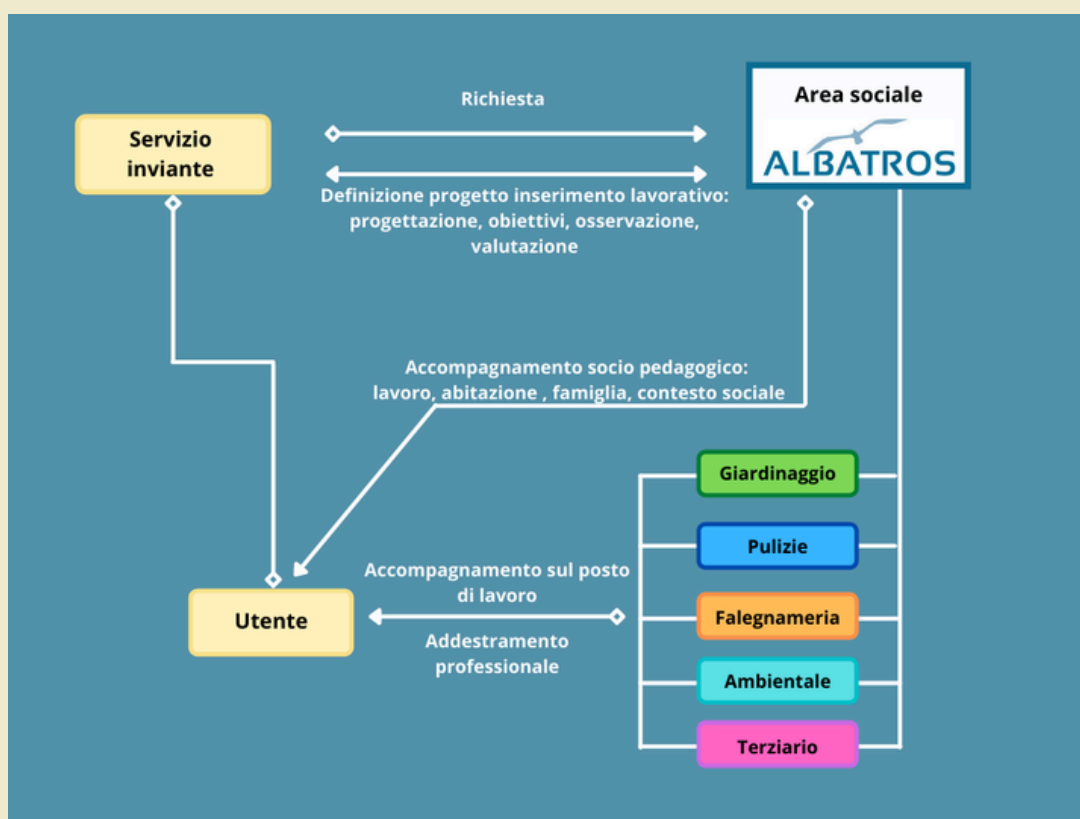 Richiesta
Area sociale
ALBATROS
Servizio
inviante
Definizione progetto inserimento lavorativo:
progettazione, obiettivi, osservazione,
valutazione
Accompagnamento socio pedagogico:
lavoro, abitazione , famiglia, contesto sociale
Giardinaggio
Pulizie
Falegnameria
Ambientale
Terziario
Accompagnamento sul posto
di lavoro
Addestramento
professionale
Utente